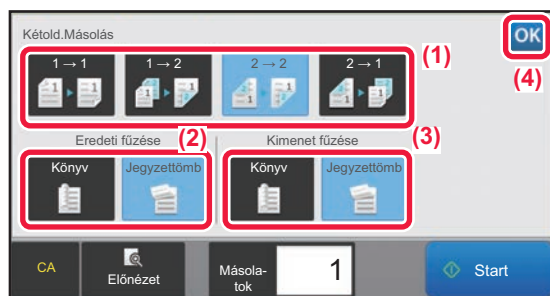 Kétold.Másolás
OK
1 → 1
1 → 2
2 → 2
2 → 1
(1)
(4)
Eredeti fűzése
(2)
Kimenet fűzése
(3)
Könyv
Jegyzettömb
Könyv
Jegyzettömb
CA
Előnézet
Másola-
tok
1
Start